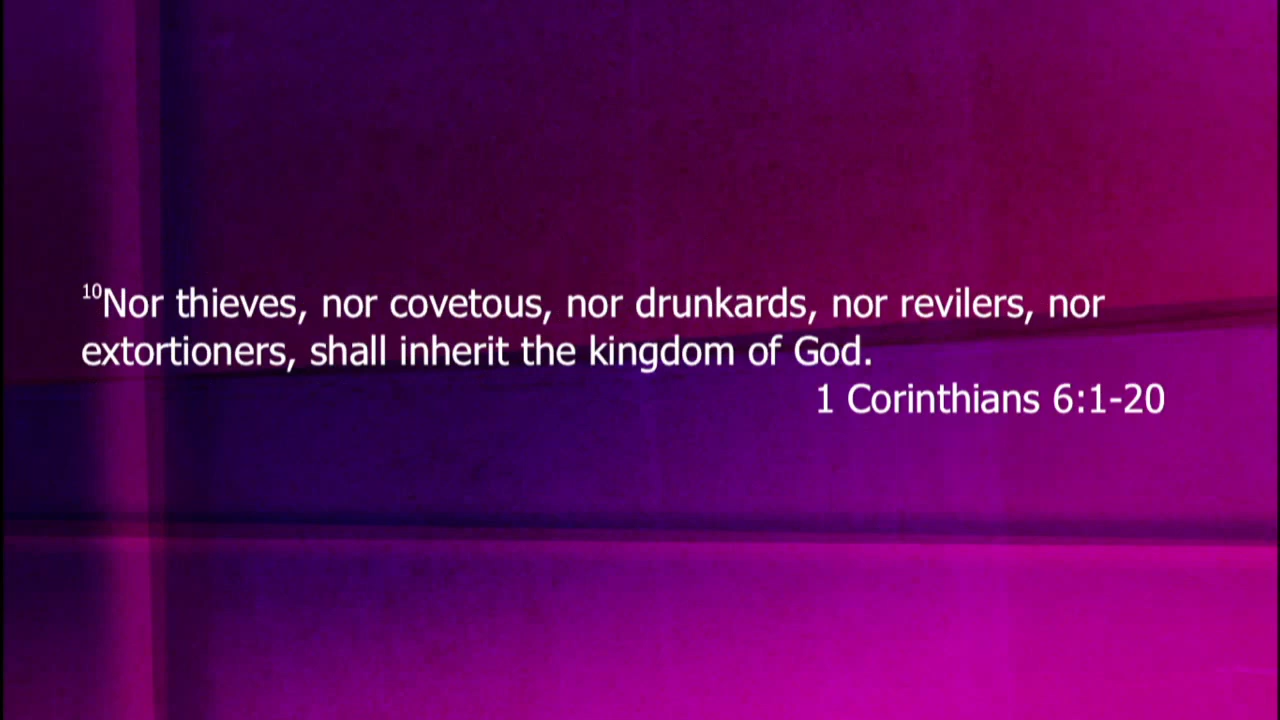 ¹⁰Nor thieves, nor covetous, nor drunkards, nor revilers, nor
extortioners, shall inherit the kingdom of God.
1 Corinthians 6:1-20